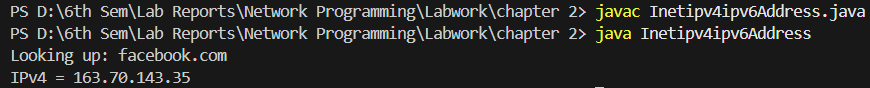 PS D:\6th Sem\Lab Reports\Network Programming\Labwork\chapter 2> javac Inetipv4ipv6Address.java
PS D:\6th Sem\Lab Reports\Network Programming\Labwork\chapter 2> java Inetipv4ipv6Address
Looking up: facebook.com
IPv4 = 163.70.143.35